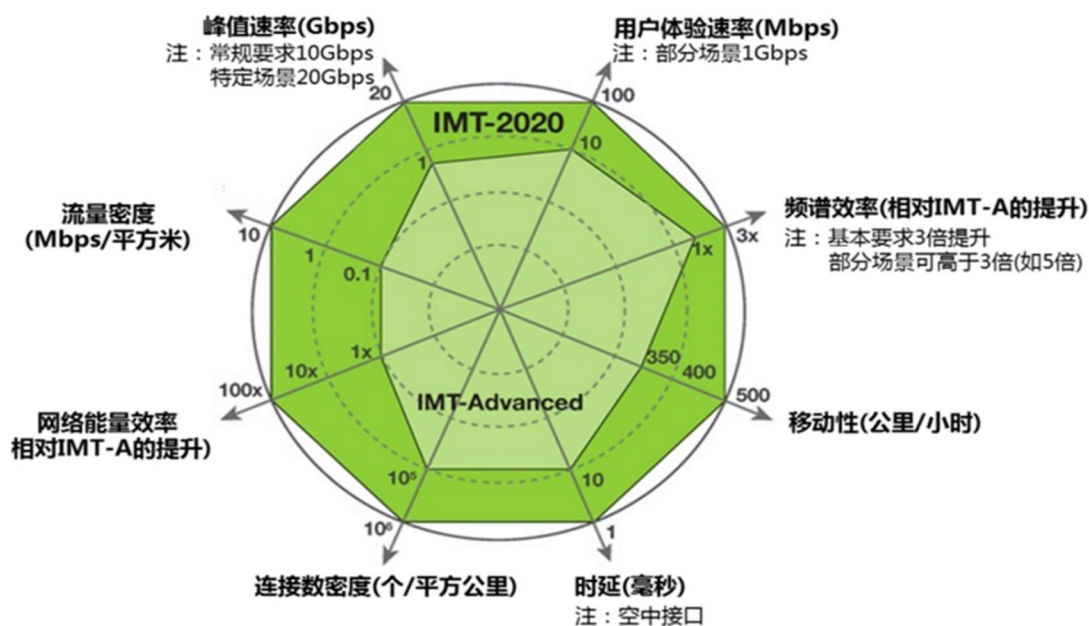 峰值速率(Gbps)
注：常规要求10Gbps
特定场景20Gbps
用户体验速率(Mbps)
注：部分场景1Gbps
20
100
IMT-2020
1
10
流量密度
(Mbps/平方米)
10
1
0.1
频谱效率(相对IMT-A的提升)
3x
1x
注：基本要求3倍提升
部分场景可高于3倍(如5倍)
1x
10x
100x
350
400
500
网络能量效率
相对IMT-A的提升)
IMT-Advanced
移动性(公里/小时)
10⁵
10
10⁶
1
连接数密度(个/平方公里)
时延(毫秒)
注：空中接口